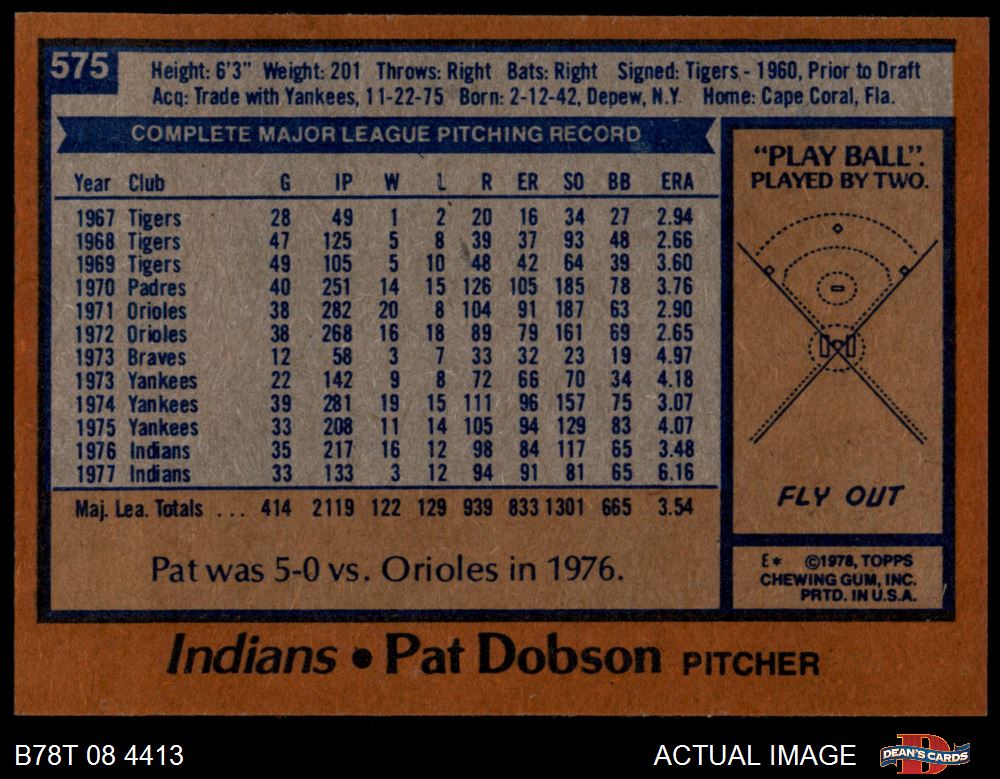 575
Height: 6'3" Weight: 201 Throws: Right Bats: Right Signed: Tigers - 1960, Prior to Draft
Acq: Trade with Yankees, 11-22-75 Born: 2-12-42, Depew, N.Y. Home: Cape Coral, Fla.
COMPLETE MAJOR LEAGUE PITCHING RECORD
Year Club G IP W L R ER SO BB ERA
1967 Tigers 28 49 1 2 20 16 34 27 2.94
1968 Tigers 47 125 5 8 39 37 93 48 2.66
1969 Tigers 49 105 5 10 48 42 64 39 3.60
1970 Padres 40 251 14 15 126 105 185 78 3.76
1971 Orioles 38 282 20 8 104 91 187 63 2.90
1972 Orioles 38 268 16 18 89 79 161 69 2.65
1973 Braves 12 58 3 7 33 32 23 19 4.97
1973 Yankees 22 142 9 8 72 66 70 34 4.18
1974 Yankees 39 281 19 15 111 96 157 75 3.07
1975 Yankees 33 208 11 14 105 94 129 83 4.07
1976 Indians 35 217 16 12 98 84 117 65 3.48
1977 Indians 33 133 3 12 94 91 81 65 6.16
Maj. Lea. Totals ... 414 2119 122 129 939 833 1301 665 3.54
Pat was 5-0 vs. Orioles in 1976.
"PLAY BALL".
PLAYED BY TWO.
FLY OUT
E* ©1978, TOPPS
CHEWING GUM, INC.
PRTD. IN U.S.A.
Indians • Pat Dobson PITCHER
B78T 08 4413
ACTUAL IMAGE
DEAN'S CARDS